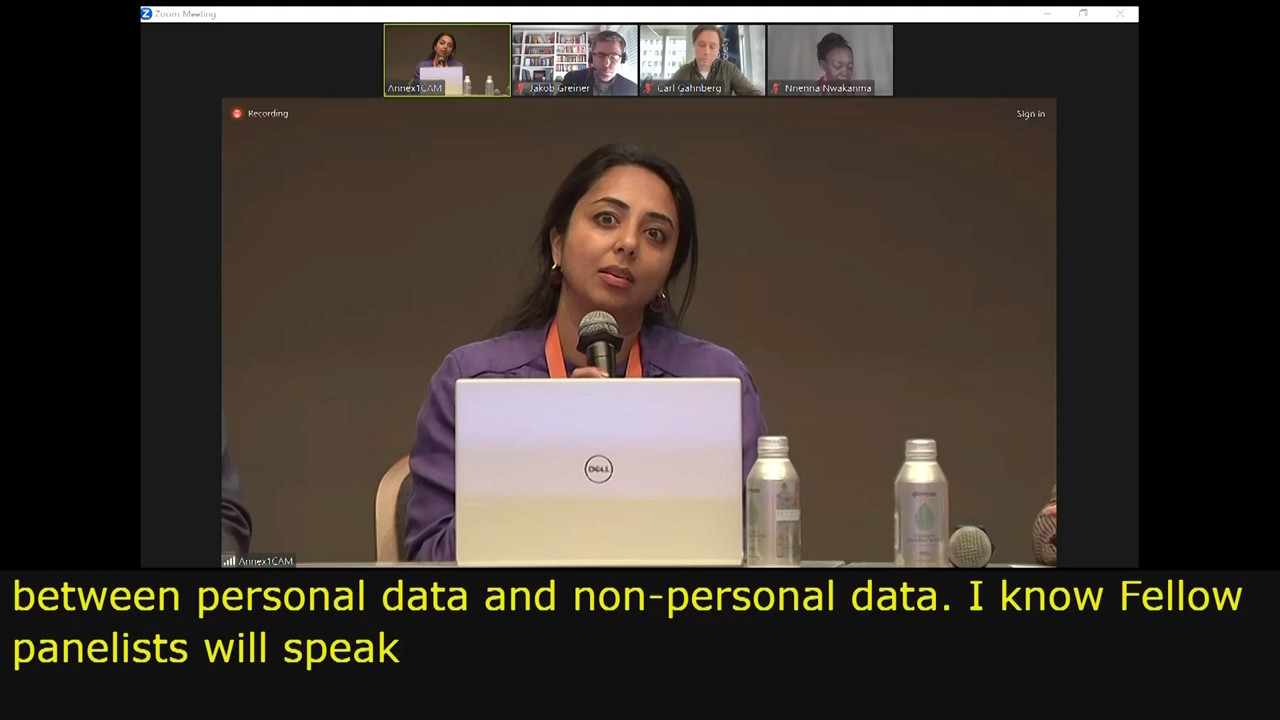 Zoom Meeting
Annex1CAM
Jakob Greiner
Carl Gahnberg
Nnenna Nwakanma
Recording
Sign in
DELL
Annex1CAM
between personal data and non-personal data. I know Fellow
panelists will speak